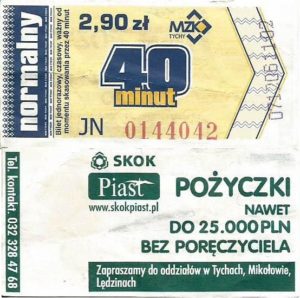 normalny
Bilet jednorazowy/czasowy, ważny od
momentu skasowania przez 40 minut
2,90 zł
MZK
TYCHY
40
minut
JN 0144042
SKOK
Piast
www.skokpiast.pl
Tel. kontakt. 032 328 47 68
POŻYCZKI
NAWET
DO 25.000 PLN
BEZ PORĘCZYCIELA
Zapraszamy do oddziałów w Tychach, Mikołowie,
Lędzinach